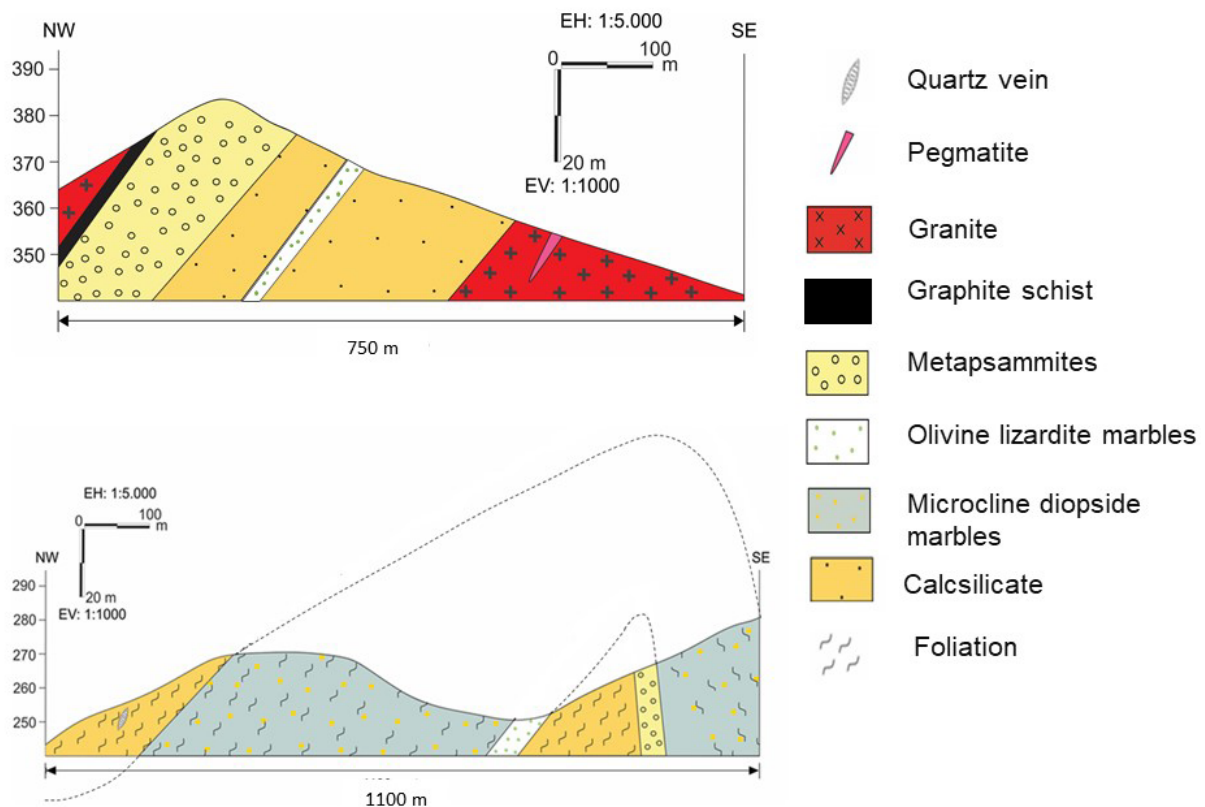 NW
EH: 1:5.000
SE
0 100
m
20 m
EV: 1:1000
390
380
370
360
350
750 m
EH: 1:5.000
0 100
m
NW
SE
20 m
EV: 1:1000
290
280
270
260
250
1100 m
Quartz vein
Pegmatite
Granite
Graphite schist
Metapsammites
Olivine lizardite marbles
Microcline diopside
marbles
Calcsilicate
Foliation